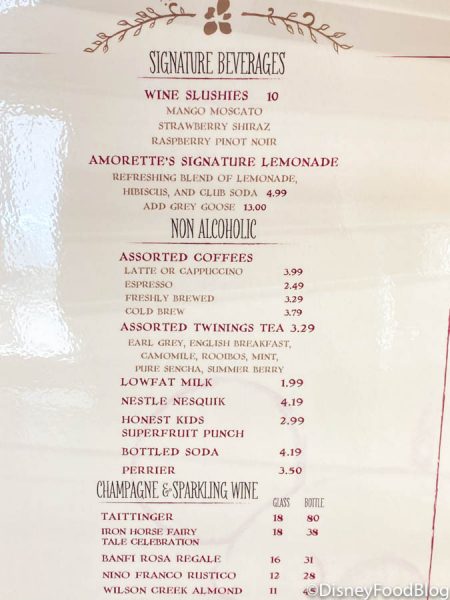 SIGNATURE BEVERAGES
WINE SLUSHIES 10
MANGO MOSCATO
STRAWBERRY SHIRAZ
RASPBERRY PINOT NOIR
AMORETTE'S SIGNATURE LEMONADE
REFRESHING BLEND OF LEMONADE,
HIBISCUS, AND CLUB SODA 4.99
ADD GREY GOOSE 13.00
NON ALCOHOLIC
ASSORTED COFFEES
LATTE OR CAPPUCCINO 3.99
ESPRESSO 2.49
FRESHLY BREWED 3.29
COLD BREW 3.79
ASSORTED TWININGS TEA 3.29
EARL GREY, ENGLISH BREAKFAST,
CAMOMILE, ROOIBOS, MINT,
PURE SENCHA, SUMMER BERRY
LOWFAT MILK 1.99
NESTLE NESQUIK 4.19
HONEST KIDS 2.99
SUPERFRUIT PUNCH
BOTTLED SODA 4.19
PERRIER 3.50
CHAMPAGNE & SPARKLING WINE GLASS BOTTLE
TAITTINGER 18 80
IRON HORSE FAIRY 18 38
TALE CELEBRATION
BANFI ROSA REGALE 16 31
NINO FRANCO RUSTICO 12 28
WILSON CREEK ALMOND 11
©DisneyFoodBlog